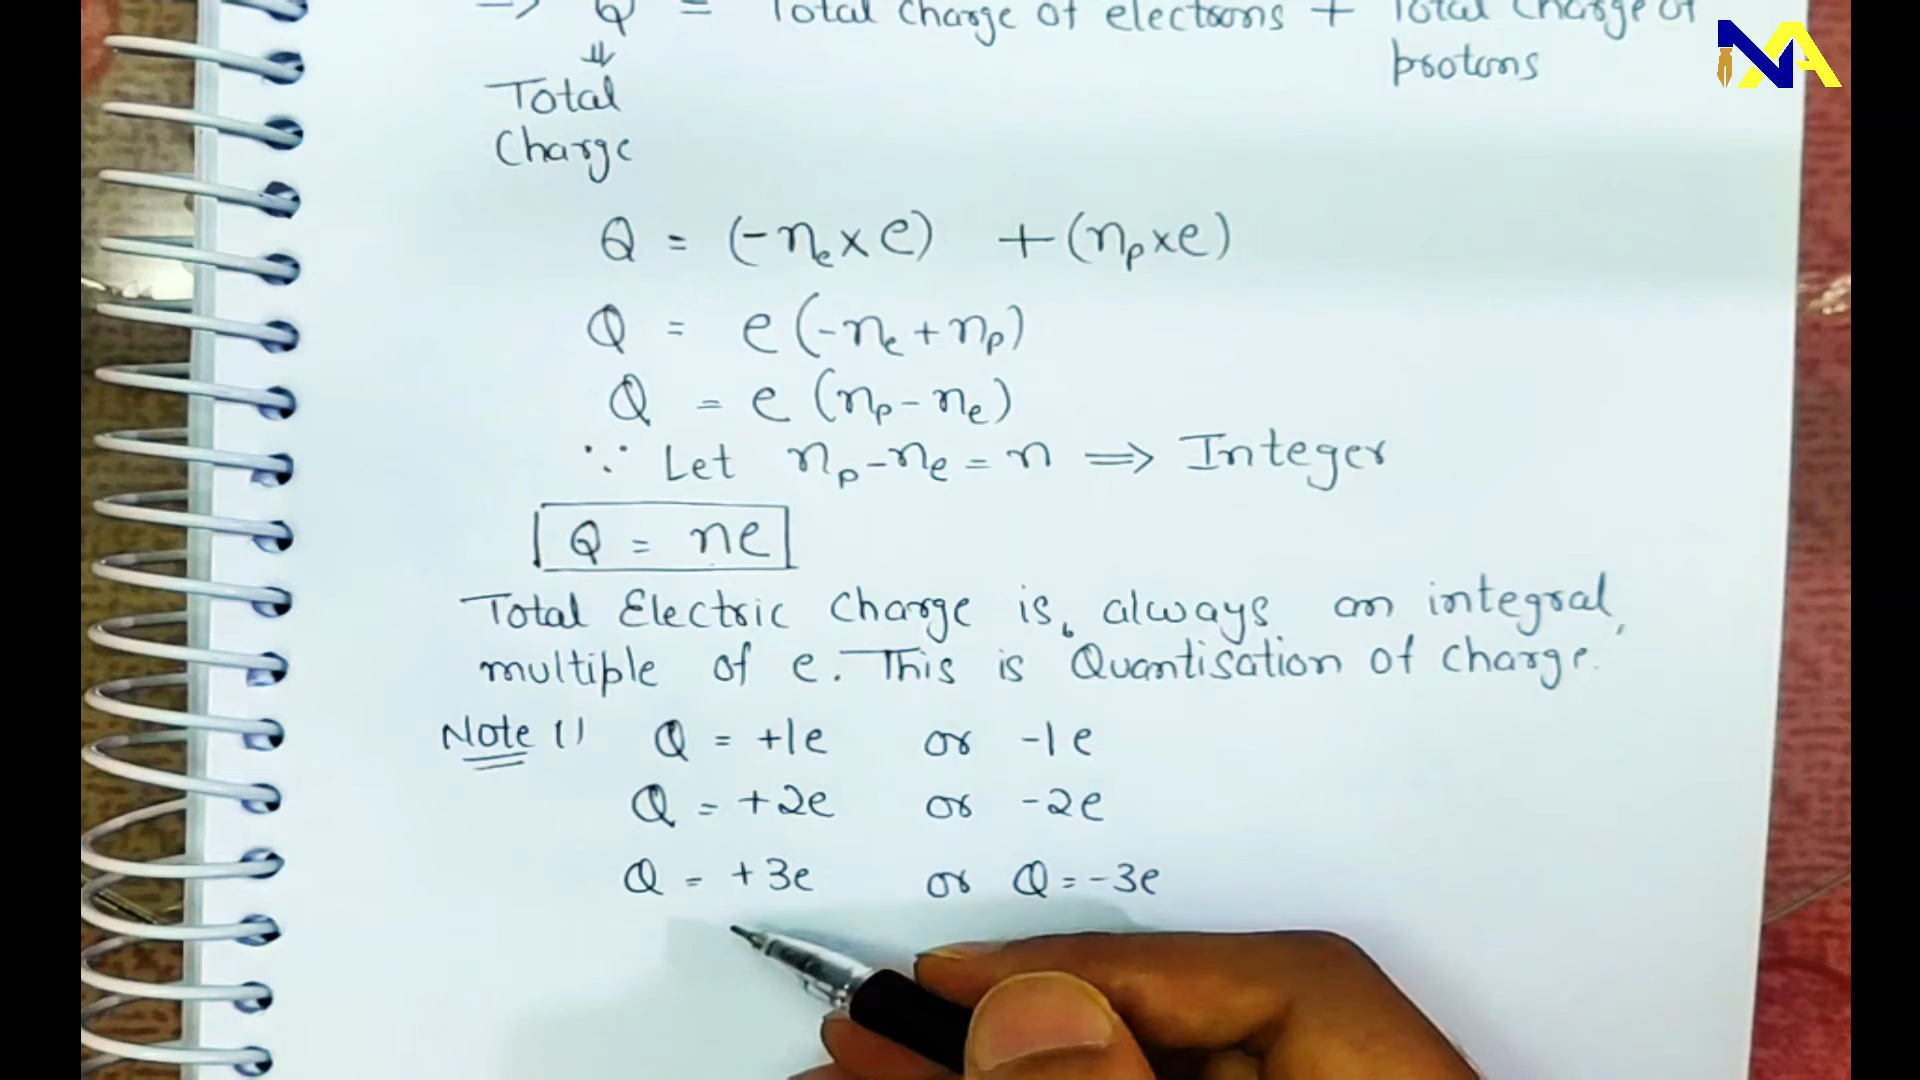 => Q = Total Charge of electrons + Total Charge of protons
⇓
Total
Charge
Q = (-nₑ×e) + (nₚ×e)
Q = e(-nₑ+nₚ)
Q = e (nₚ-nₑ)
∵ Let nₚ-nₑ=n => Integer
Q = ne
Total Electric Charge is always an integral
multiple of e. This is Quantisation of Charge.
Note 1) Q = +1e or -1e
Q = +2e or -2e
Q = +3e or Q=-3e
NA